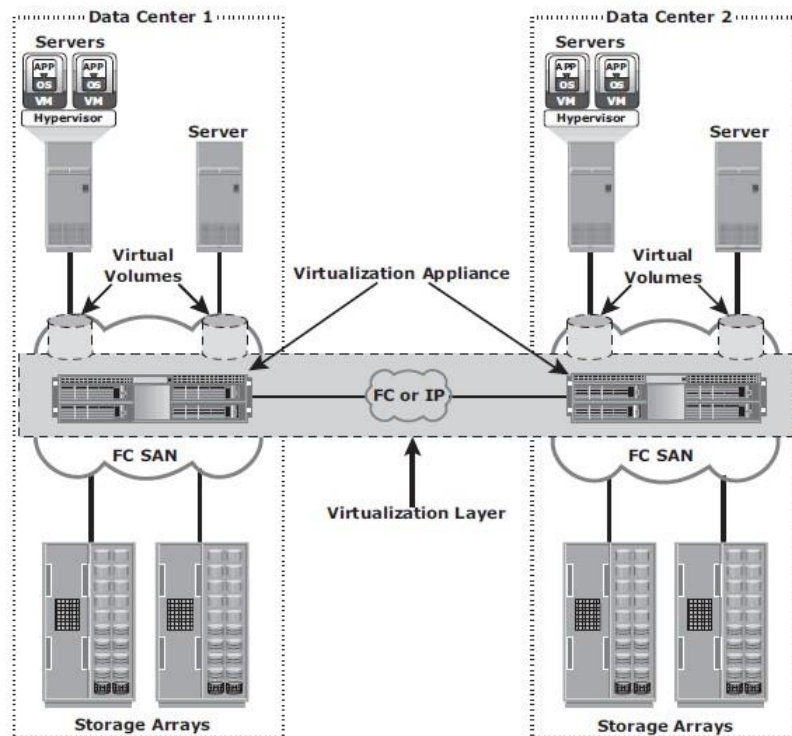 Data Center 1
Servers
APP
OS
VM
APP
OS
VM
Hypervisor
Server
Virtual
Volumes
FC SAN
Storage Arrays
Virtualization Appliance
FC or IP
Virtualization Layer
Data Center 2
Servers
APP
OS
VM
APP
OS
VM
Hypervisor
Server
Virtual
Volumes
FC SAN
Storage Arrays